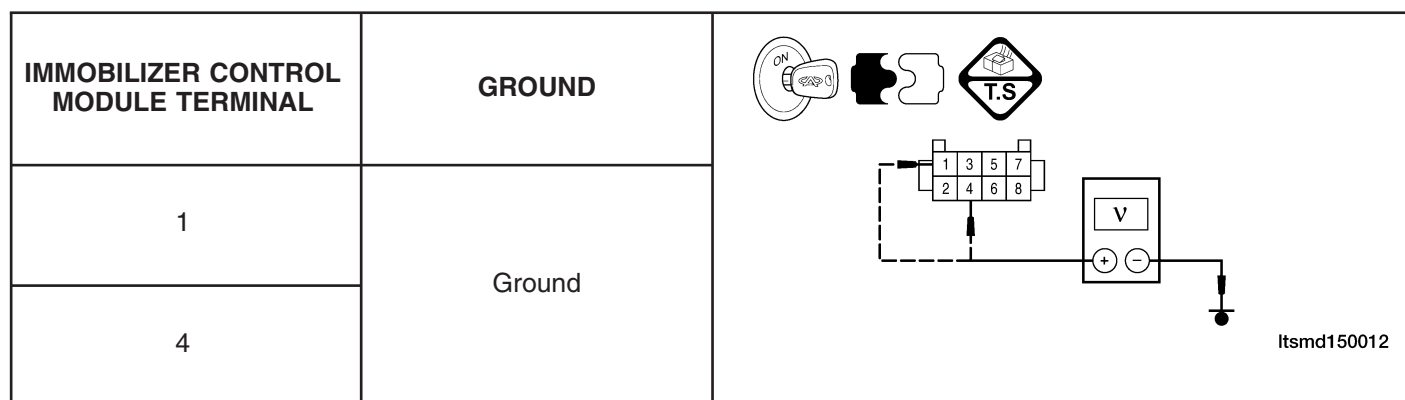 IMMOBILIZER CONTROL
MODULE TERMINAL
GROUND
1
4
Ground
ON
T.S
1 3 5 7
2 4 6 8
V
+ −
ltsmd150012